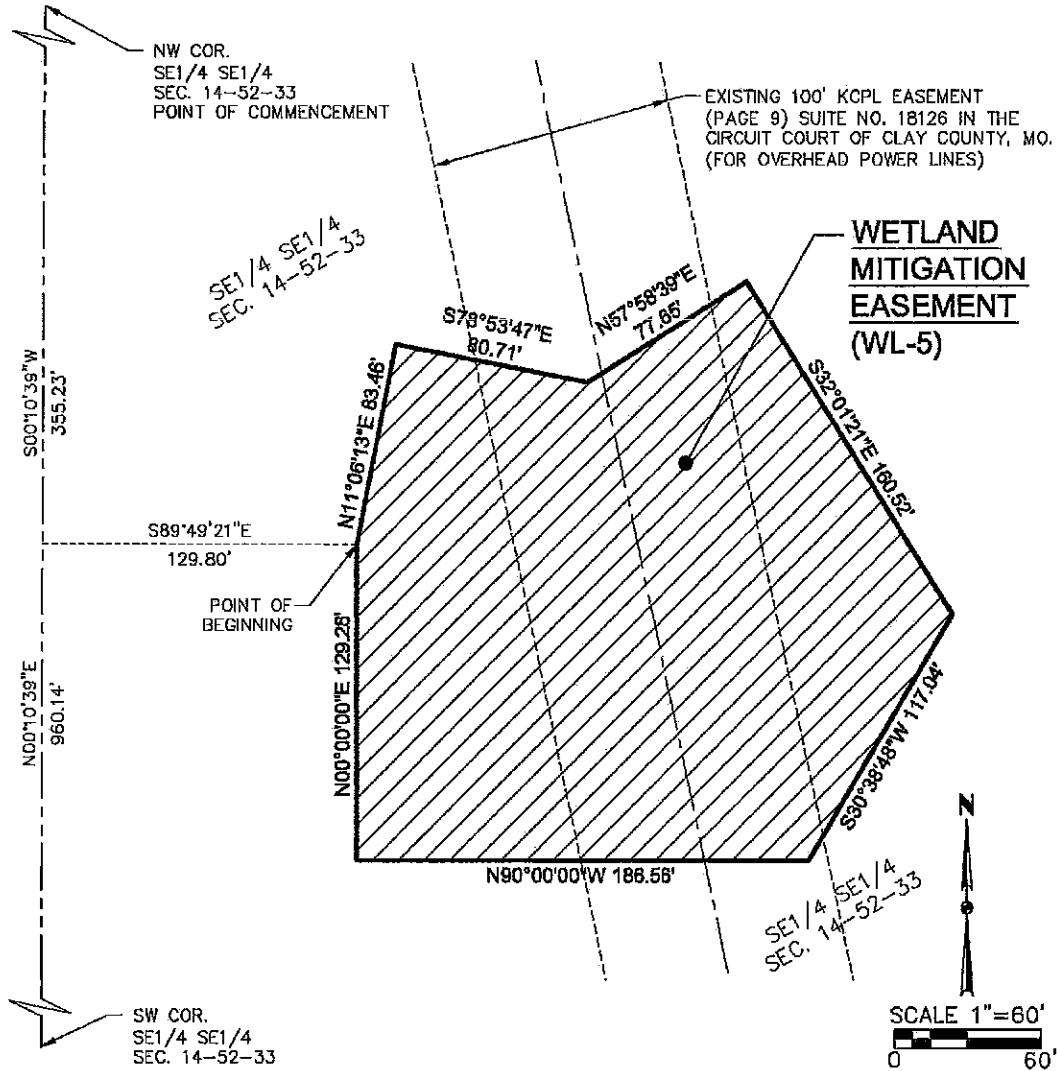 NW COR.
SE1/4 SE1/4
SEC. 14-52-33
POINT OF COMMENCEMENT
EXISTING 100' KCPL EASEMENT
(PAGE 9) SUITE NO. 18126 IN THE
CIRCUIT COURT OF CLAY COUNTY, MO.
(FOR OVERHEAD POWER LINES)
WETLAND
MITIGATION
EASEMENT
(WL-5)
SE1/4 SE1/4
SEC. 14-52-33
S78°53'47"E
80.71'
N57°58'39"E
77.65'
S32°01'21"E 160.52'
N11°06'13"E 83.46'
S00°10'39"W
355.23'
S89°49'21"E
129.80'
POINT OF
BEGINNING
N00°10'39"E
960.14'
N00°00'00"E 129.28'
S30°38'48"W 117.04'
N90°00'00"W 186.56'
SE1/4 SE1/4
SEC. 14-52-33
N
SW COR.
SE1/4 SE1/4
SEC. 14-52-33
SCALE 1"=60'
0 60'